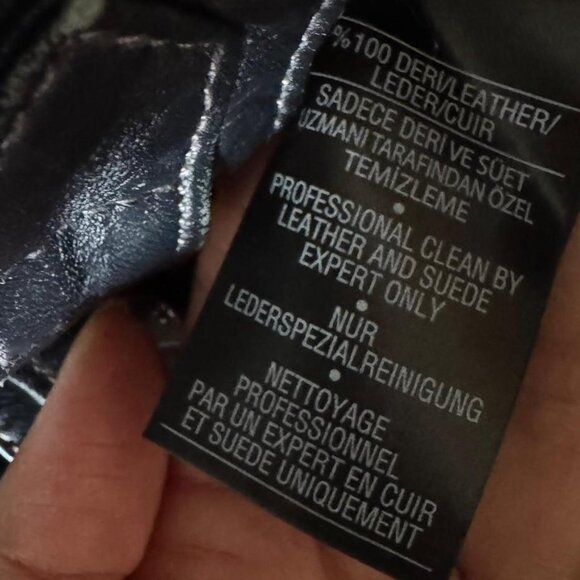 %100 DERI/LEATHER/
LEDER/CUIR
SADECE DERİ VE SÜET
UZMANI TARAFINDAN ÖZEL
TEMİZLEME
•
PROFESSIONAL CLEAN BY
LEATHER AND SUEDE
EXPERT ONLY
•
NUR
LEDERSPEZIALREINIGUNG
•
NETTOYAGE
PROFESSIONNEL
PAR UN EXPERT EN CUIR
ET SUEDE UNIQUEMENT